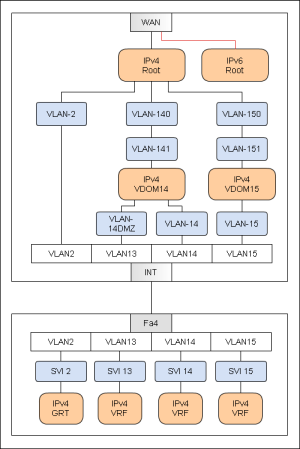 WAN
IPv4
Root
IPv6
Root
VLAN-2
VLAN-140
VLAN-150
VLAN-141
VLAN-151
IPv4
VDOM14
IPv4
VDOM15
VLAN-
14DMZ
VLAN-14
VLAN-15
VLAN2
VLAN13
VLAN14
VLAN15
INT
Fa4
VLAN2
VLAN13
VLAN14
VLAN15
SVI 2
SVI 13
SVI 14
SVI 15
IPv4
GRT
IPv4
VRF
IPv4
VRF
IPv4
VRF